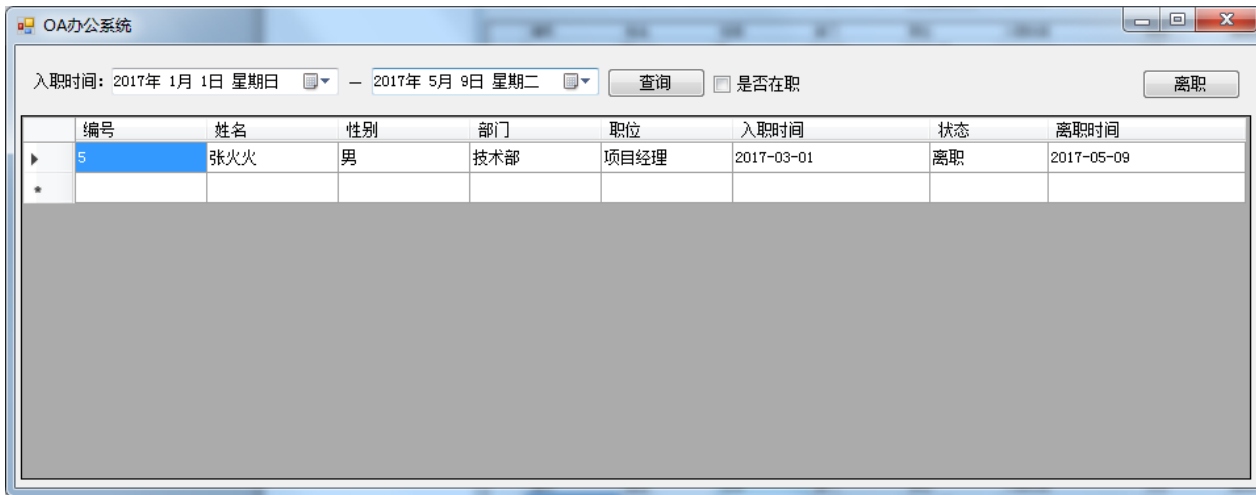 OA办公系统
入职时间: 2017年 1月 1日 星期日 — 2017年 5月 9日 星期二 查询 是否在职 离职
编号 姓名 性别 部门 职位 入职时间 状态 离职时间
5 张火火 男 技术部 项目经理 2017-03-01 离职 2017-05-09